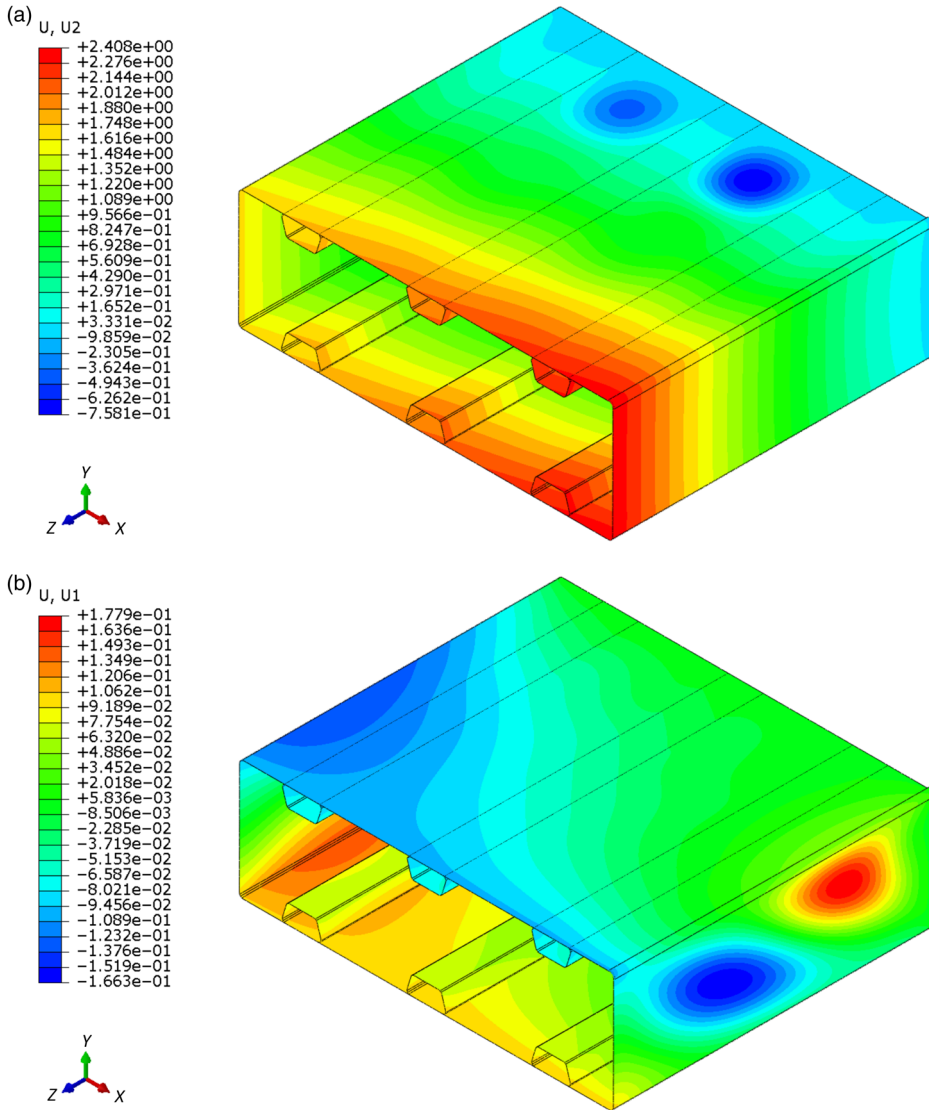 (a)
U, U2
+2.408e+00
+2.276e+00
+2.144e+00
+2.012e+00
+1.880e+00
+1.748e+00
+1.616e+00
+1.484e+00
+1.352e+00
+1.220e+00
+1.089e+00
+9.566e−01
+8.247e−01
+6.928e−01
+5.609e−01
+4.290e−01
+2.971e−01
+1.652e−01
+3.331e−02
−9.859e−02
−2.305e−01
−3.624e−01
−4.943e−01
−6.262e−01
−7.581e−01
Y
Z
X
(b)
U, U1
+1.779e−01
+1.636e−01
+1.493e−01
+1.349e−01
+1.206e−01
+1.062e−01
+9.189e−02
+7.754e−02
+6.320e−02
+4.886e−02
+3.452e−02
+2.018e−02
+5.836e−03
−8.506e−03
−2.285e−02
−3.719e−02
−5.153e−02
−6.587e−02
−8.021e−02
−9.456e−02
−1.089e−01
−1.232e−01
−1.376e−01
−1.519e−01
−1.663e−01
Y
Z
X